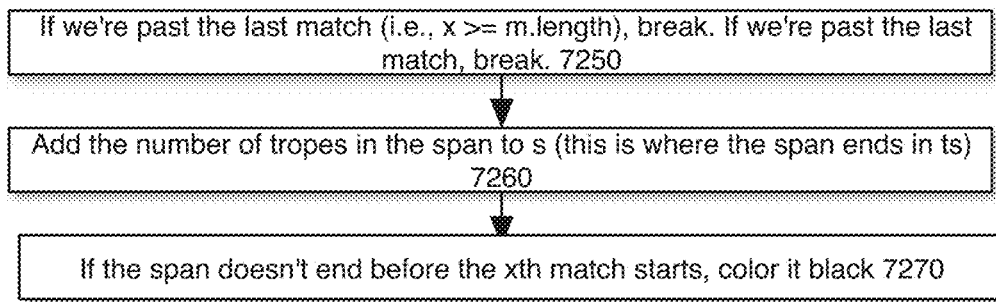 If we're past the last match (i.e., x >= m.length), break. If we're past the last
match, break. 7250
Add the number of tropes in the span to s (this is where the span ends in ts)
7260
If the span doesn't end before the xth match starts, color it black 7270